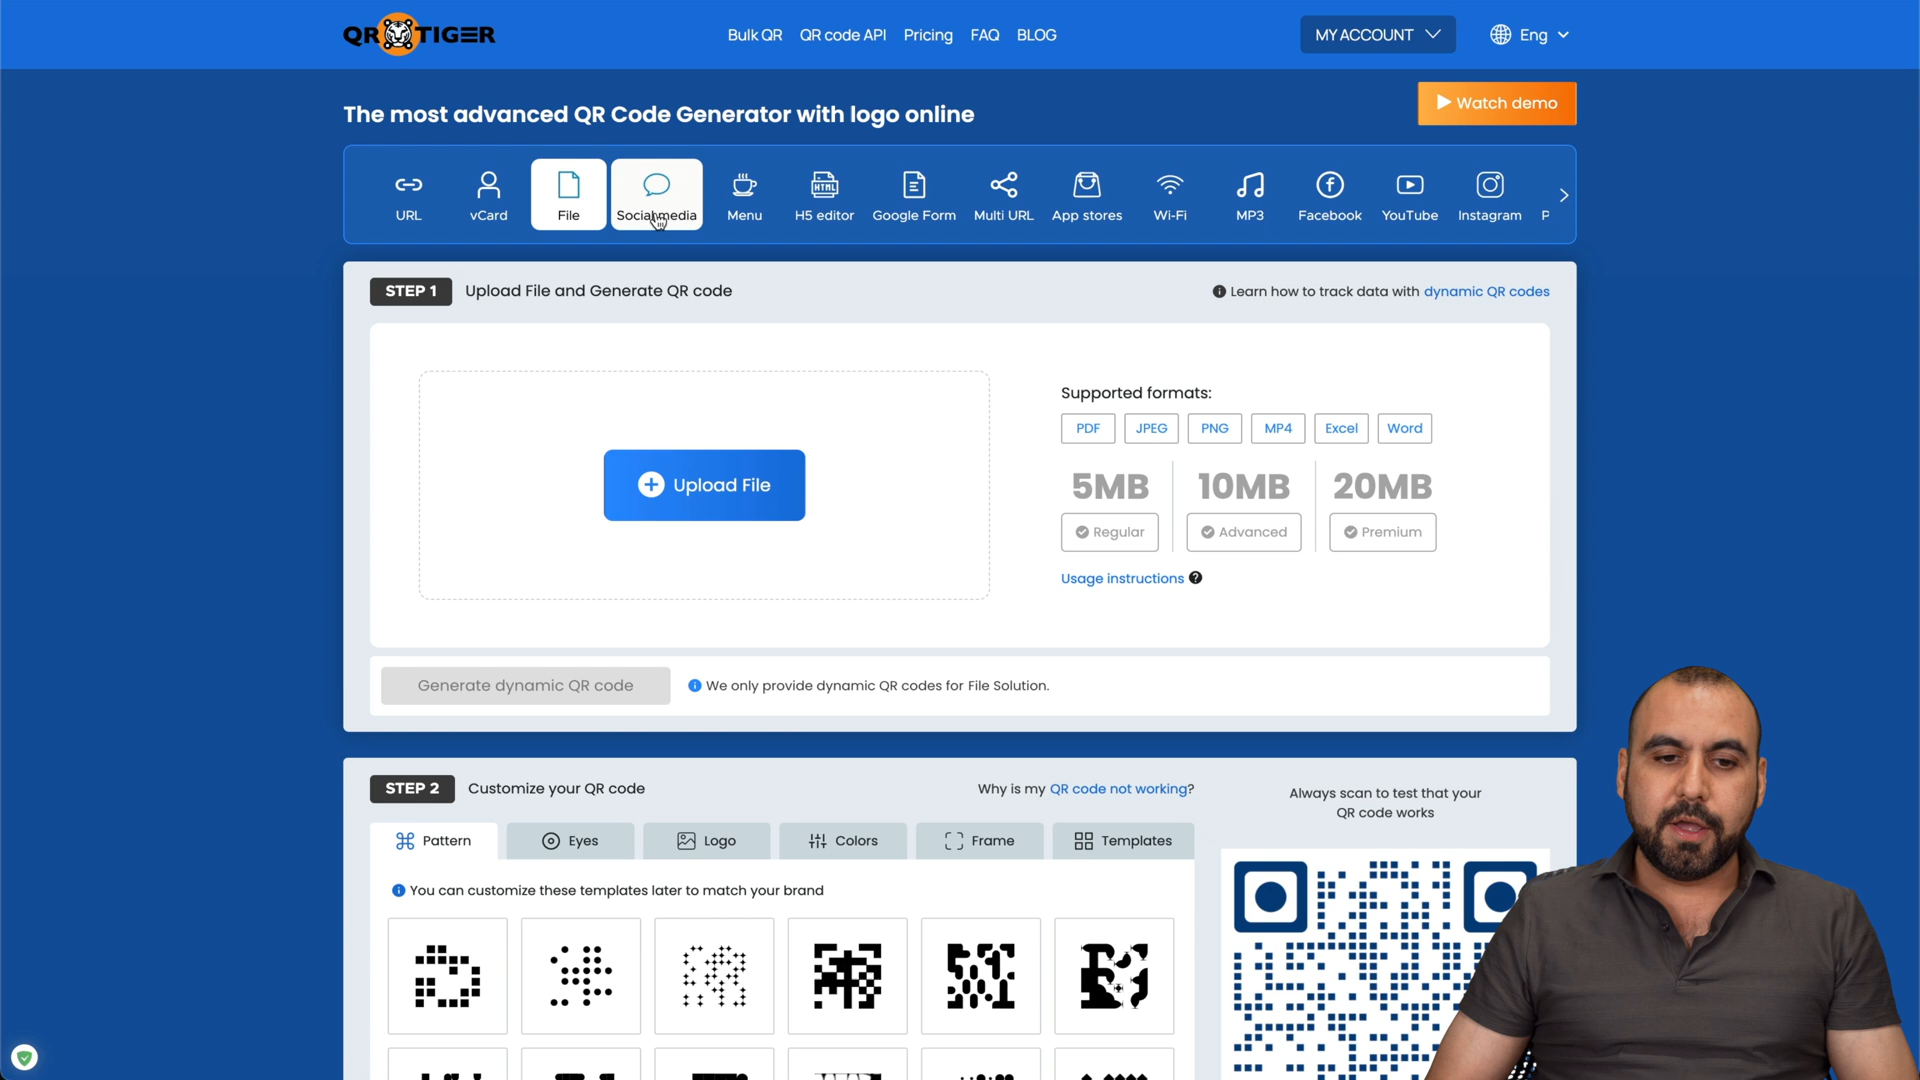 QR TIGER
Bulk QR QR code API Pricing FAQ BLOG
MY ACCOUNT
Eng
The most advanced QR Code Generator with logo online
Watch demo
URL
vCard
File
Social media
Menu
H5 editor
HTML
Google Form
Multi URL
App stores
Wi-Fi
MP3
Facebook
YouTube
Instagram
P
STEP 1 Upload File and Generate QR code
Learn how to track data with dynamic QR codes
Upload File
Supported formats:
PDF JPEG PNG MP4 Excel Word
5MB 10MB 20MB
Regular Advanced Premium
Usage instructions
Generate dynamic QR code
We only provide dynamic QR codes for File Solution.
STEP 2 Customize your QR code
Why is my QR code not working?
Always scan to test that your
QR code works
Pattern Eyes Logo Colors Frame Templates
You can customize these templates later to match your brand